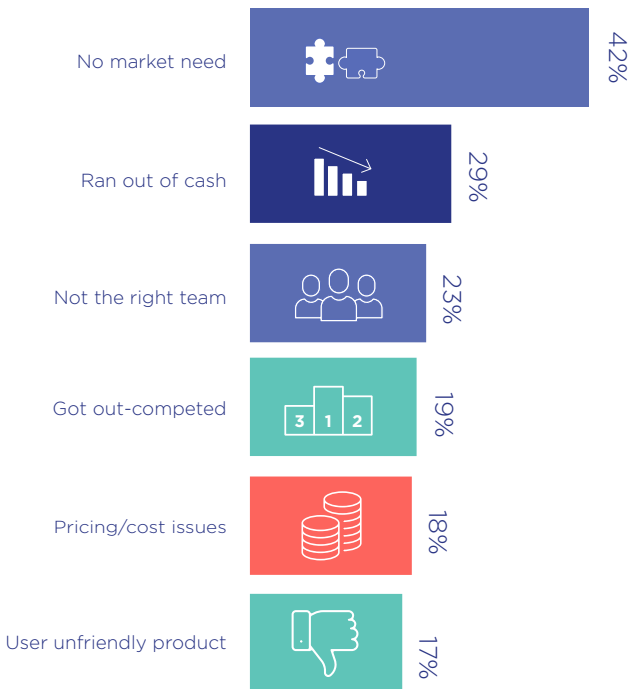 No market need
42%
Ran out of cash
29%
Not the right team
23%
Got out-competed
3 1 2
19%
Pricing/cost issues
18%
User unfriendly product
17%